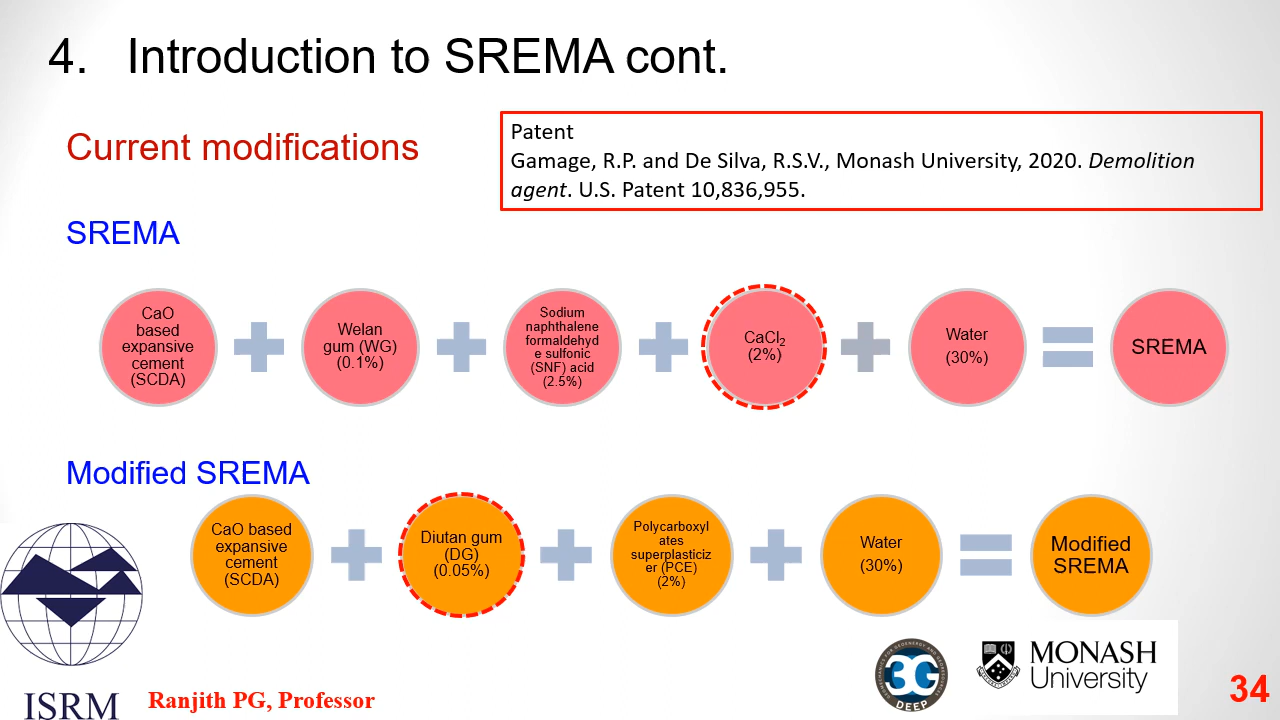 4. Introduction to SREMA cont.
Current modifications
Patent
Gamage, R.P. and De Silva, R.S.V., Monash University, 2020. Demolition
agent. U.S. Patent 10,836,955.
SREMA
CaO
based
expansive
cement
(SCDA)
Welan
gum (WG)
(0.1%)
Sodium
naphthalene
formaldehyd
e sulfonic
(SNF) acid
(2.5%)
CaCl₂
(2%)
Water
(30%)
SREMA
Modified SREMA
CaO based
expansive
cement
(SCDA)
Diutan gum
(DG)
(0.05%)
Polycarboxyl
ates
superplasticiz
er (PCE)
(2%)
Water
(30%)
Modified
SREMA
ISRM
Ranjith PG, Professor
3G
DEEP
MONASH
University
34